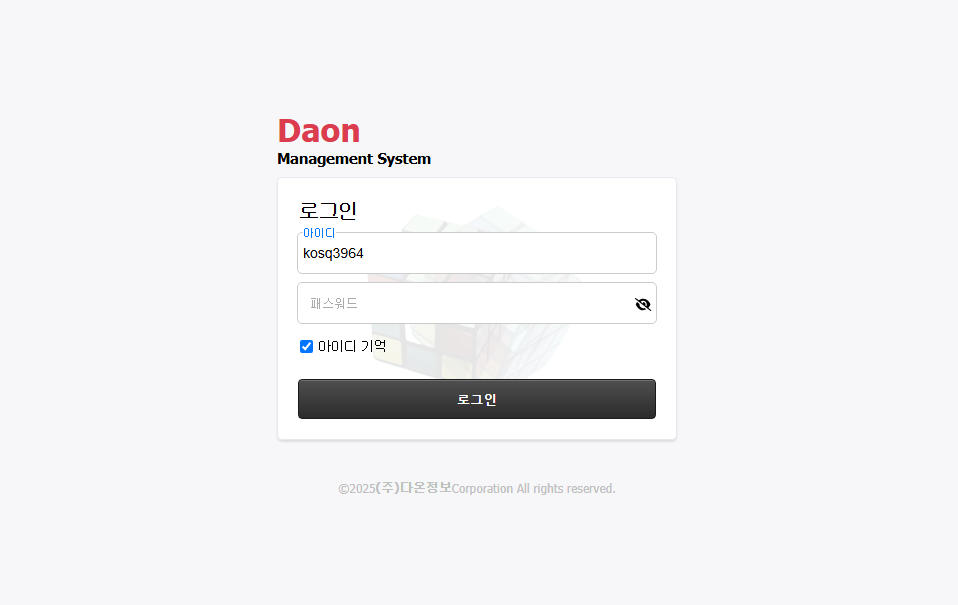 Daon
Management System
로그인
아이디
kosq3964
패스워드
아이디 기억
로그인
©2025(주)다온정보Corporation All rights reserved.